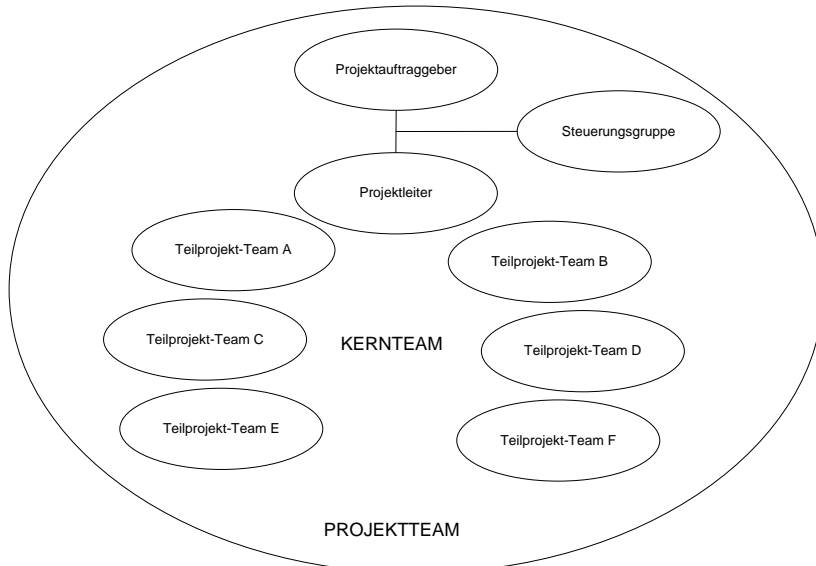 Projektauftraggeber
Steuerungsgruppe
Projektleiter
Teilprojekt-Team A
Teilprojekt-Team B
Teilprojekt-Team C
KERNTEAM
Teilprojekt-Team D
Teilprojekt-Team E
Teilprojekt-Team F
PROJEKTTEAM